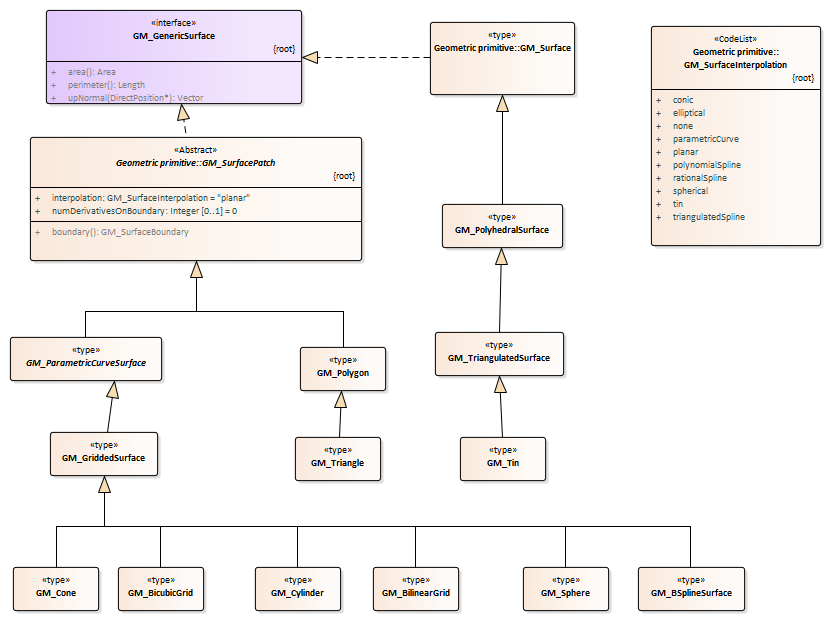 «interface»
GM_GenericSurface
{root}
+ area(): Area
+ perimeter(): Length
+ upNormal(DirectPosition*): Vector
«type»
Geometric primitive::GM_Surface
«CodeList»
Geometric primitive::
GM_SurfaceInterpolation
{root}
+ conic
+ elliptical
+ none
+ parametricCurve
+ planar
+ polynomialSpline
+ rationalSpline
+ spherical
+ tin
+ triangulatedSpline
«Abstract»
Geometric primitive::GM_SurfacePatch
{root}
+ interpolation: GM_SurfaceInterpolation = "planar"
+ numDerivativesOnBoundary: Integer [0..1] = 0
+ boundary(): GM_SurfaceBoundary
«type»
GM_PolyhedralSurface
«type»
GM_ParametricCurveSurface
«type»
GM_Polygon
«type»
GM_TriangulatedSurface
«type»
GM_GriddedSurface
«type»
GM_Triangle
«type»
GM_Tin
«type»
GM_Cone
«type»
GM_BicubicGrid
«type»
GM_Cylinder
«type»
GM_BilinearGrid
«type»
GM_Sphere
«type»
GM_BSplineSurface